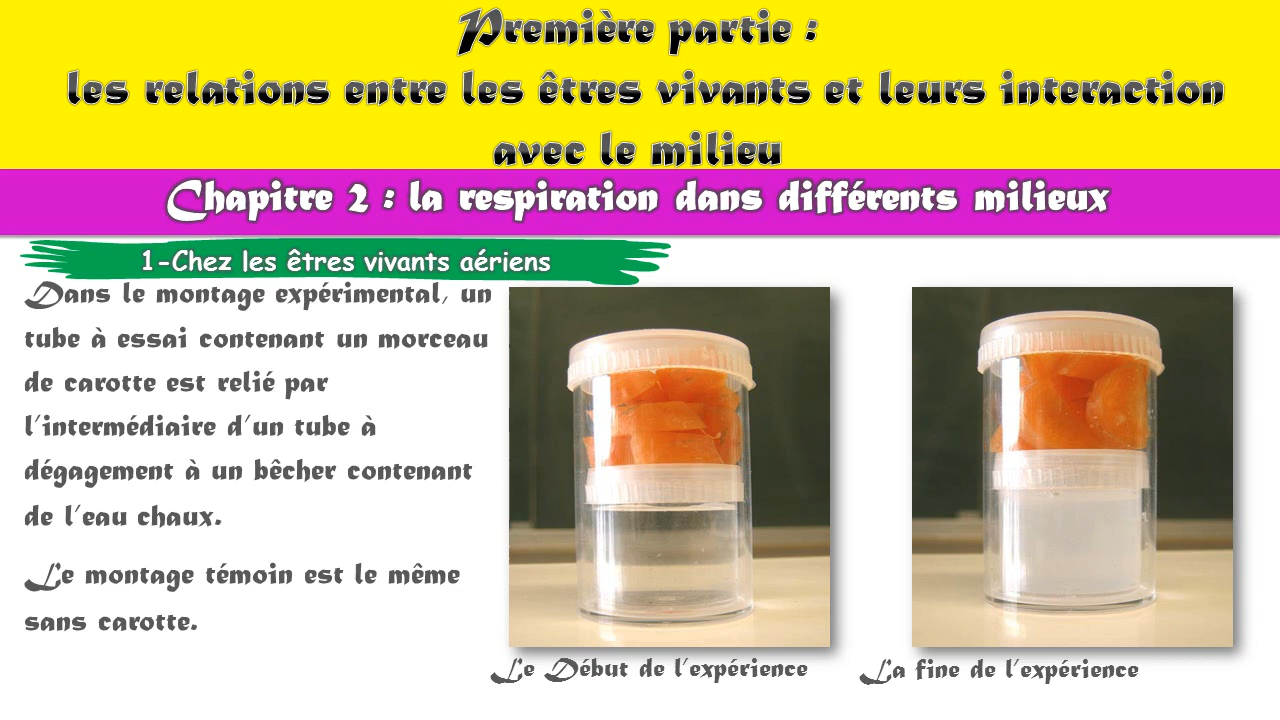 Première partie :
les relations entre les êtres vivants et leurs interaction
avec le milieu
Chapitre 2 : la respiration dans différents milieux
1-Chez les êtres vivants aériens
Dans le montage expérimental, un
tube à essai contenant un morceau
de carotte est relié par
l'intermédiaire d'un tube à
dégagement à un bêcher contenant
de l'eau chaux.
Le montage témoin est le même
sans carotte.
Le Début de l'expérience
La fine de l'expérience